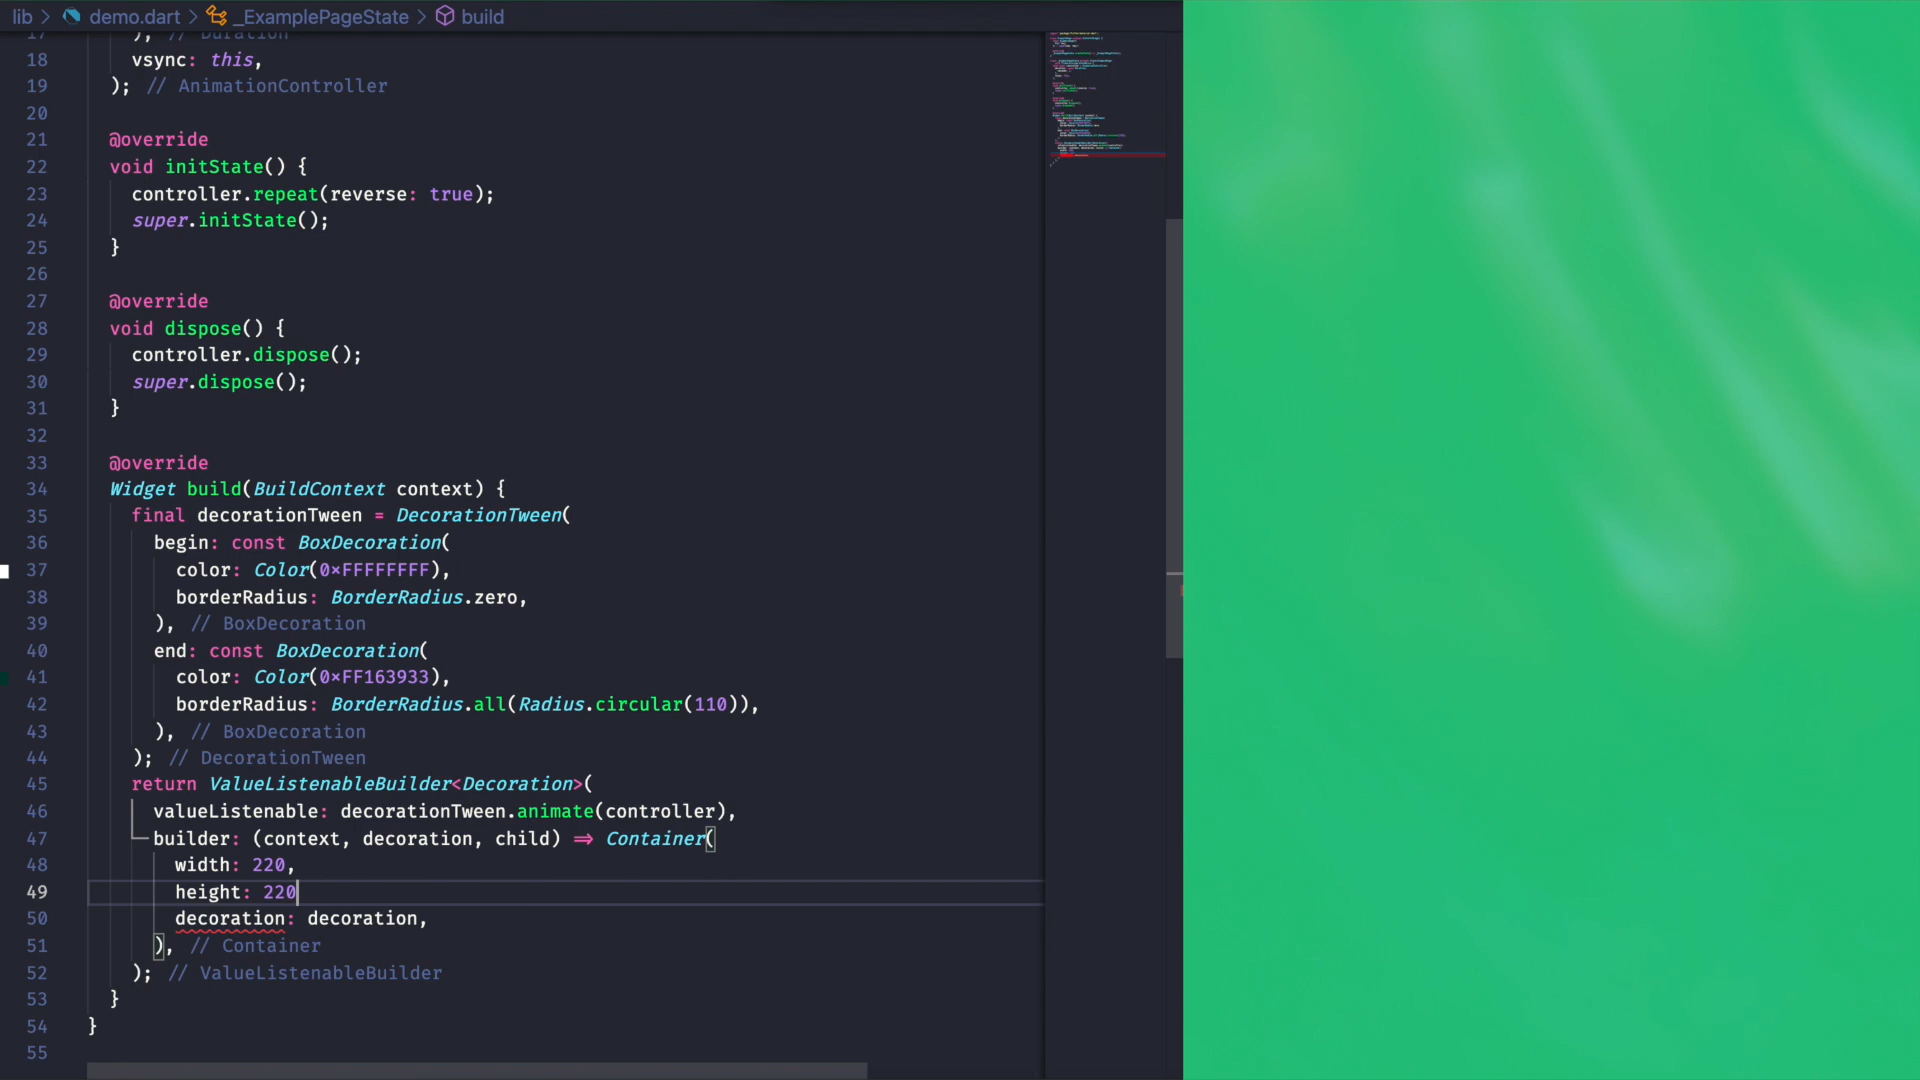 lib > demo.dart > _ExamplePageState > build
17 ); // Duration
18 vsync: this,
19 ); // AnimationController
20
21 @override
22 void initState() {
23 controller.repeat(reverse: true);
24 super.initState();
25 }
26
27 @override
28 void dispose() {
29 controller.dispose();
30 super.dispose();
31 }
32
33 @override
34 Widget build(BuildContext context) {
35 final decorationTween = DecorationTween(
36 begin: const BoxDecoration(
37 color: Color(0×FFFFFFFF),
38 borderRadius: BorderRadius.zero,
39 ), // BoxDecoration
40 end: const BoxDecoration(
41 color: Color(0×FF163933),
42 borderRadius: BorderRadius.all(Radius.circular(110)),
43 ), // BoxDecoration
44 ); // DecorationTween
45 return ValueListenableBuilder<Decoration>(
46 valueListenable: decorationTween.animate(controller),
47 builder: (context, decoration, child) ⇒ Container(
48 width: 220,
49 height: 220
50 decoration: decoration,
51 ), // Container
52 ); // ValueListenableBuilder
53 }
54 }
55